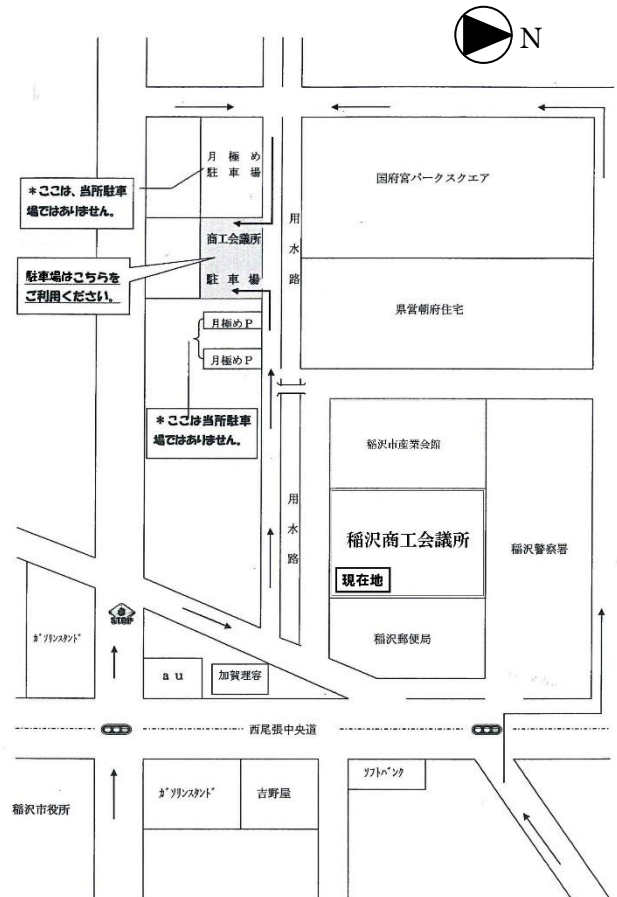 N
月極め
駐車場
国府宮パークスクエア
＊ここは、当所駐車
場ではありません。
用水路
商工会議所
駐車場
駐車場はこちらを
ご利用ください。
県営朝府住宅
月極めP
月極めP
＊ここは当所駐車
場ではありません。
稲沢市産業会館
用水路
稲沢商工会議所
現在地
稲沢警察署
STOP
ｶﾞｿﾘﾝｽﾀﾝﾄﾞ
稲沢郵便局
au
加賀理容
西尾張中央道
ｿﾌﾄﾊﾞﾝｸ
ｶﾞｿﾘﾝｽﾀﾝﾄﾞ
吉野屋
稲沢市役所